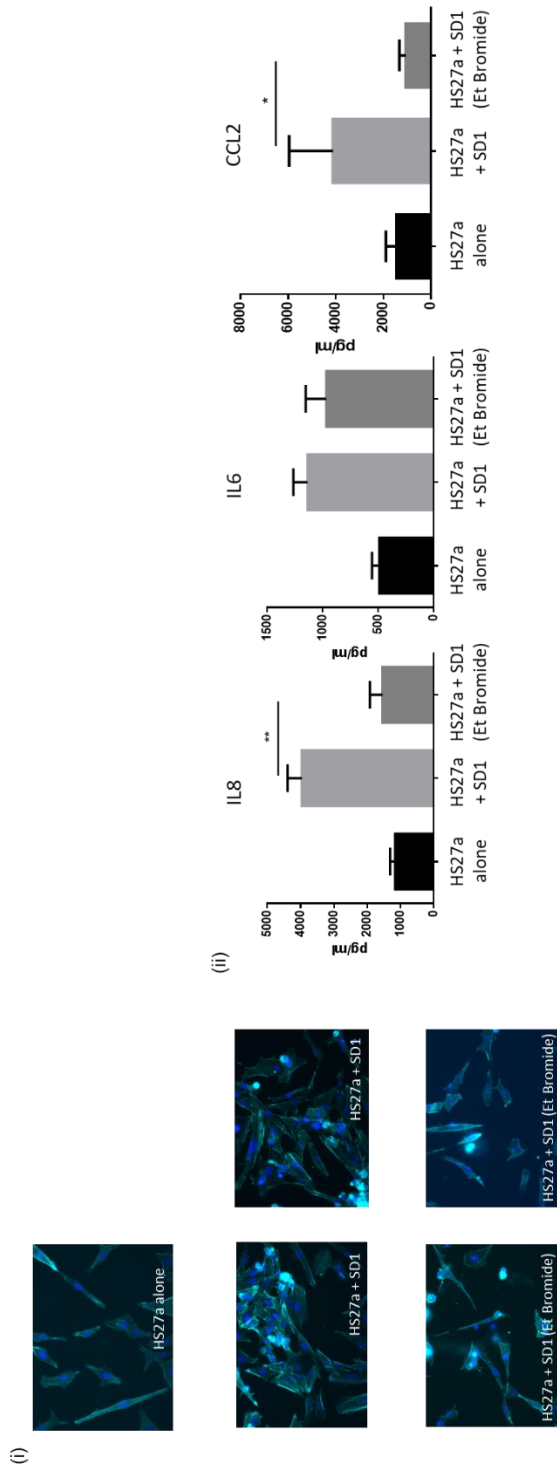 (i)
HS27a alone
HS27a + SD1
HS27a + SD1
HS27a + SD1 (Et Bromide)
HS27a + SD1 (Et Bromide)
(ii)
IL8
pg/ml
5000
4000
3000
2000
1000
0
**
HS27a
alone
HS27a
+ SD1
HS27a + SD1
(Et Bromide)
IL6
pg/ml
1500
1000
500
0
HS27a
alone
HS27a
+ SD1
HS27a + SD1
(Et Bromide)
CCL2
pg/ml
8000
6000
4000
2000
0
*
HS27a
alone
HS27a
+ SD1
HS27a + SD1
(Et Bromide)